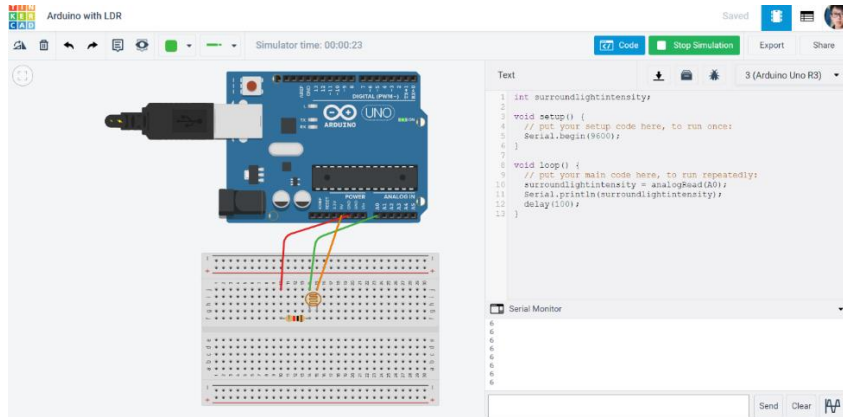 TIN
KER
CAD
Arduino with LDR
Saved
Simulator time: 00:00:23
Code
Stop Simulation
Export
Share
Text
3 (Arduino Uno R3)
1 int surroundlightintensity;
2
3 void setup() {
4 // put your setup code here, to run once:
5 Serial.begin(9600);
6 }
7
8 void loop() {
9 // put your main code here, to run repeatedly:
10 surroundlightintensity = analogRead(A0);
11 Serial.println(surroundlightintensity);
12 delay(100);
13 }
DIGITAL (PWM~)
UNO
ARDUINO
TX
RX
ON
POWER
ANALOG IN
Serial Monitor
6
6
6
6
6
6
6
6
Send
Clear